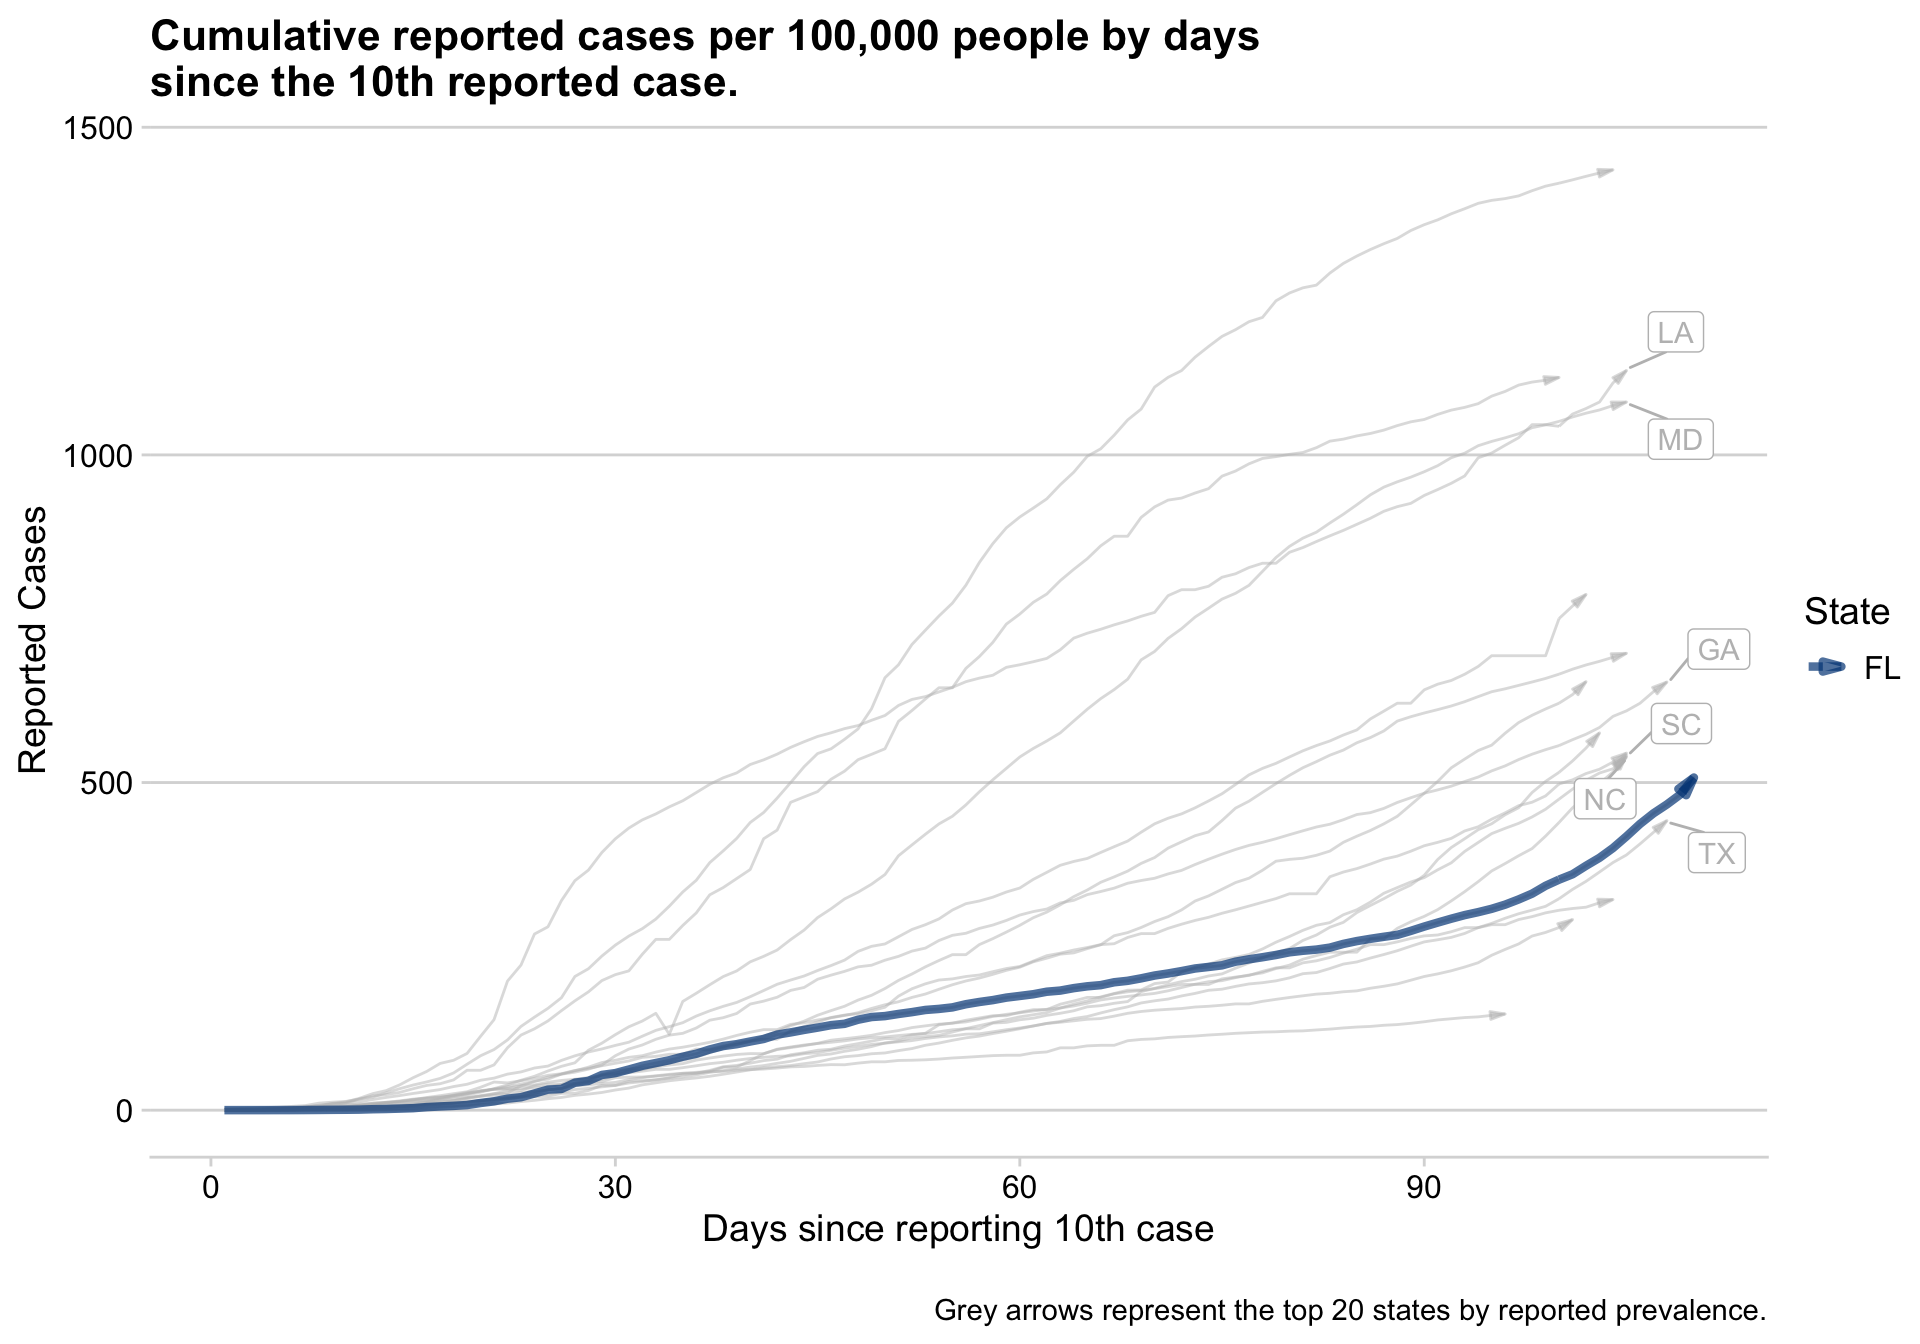 Cumulative reported cases per 100,000 people by days
since the 10th reported case.
1500
1000
500
0
Reported Cases
LA
MD
GA
SC
NC
TX
State
FL
0 30 60 90
Days since reporting 10th case
Grey arrows represent the top 20 states by reported prevalence.